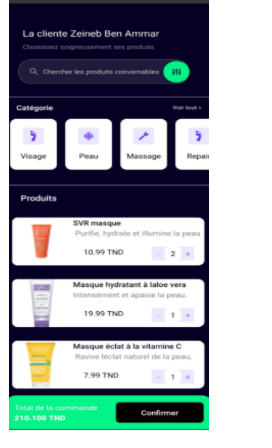 La cliente Zeineb Ben Ammar
Choisissez soigneusement ses produits
Chercher les produits convenables
Catégorie
Voir tout >
Visage
Peau
Massage
Repair
Produits
SVR masque
Purifie, hydrate et illumine la peau
10.99 TND
- 2 +
Masque hydratant à laloe vera
Intensément et apaise la peau.
19.99 TND
- 1 +
Masque éclat à la vitamine C
Ravive léclat naturel de la peau,
7.99 TND
- 1 +
Total de la commande
210.100 TND
Confirmer